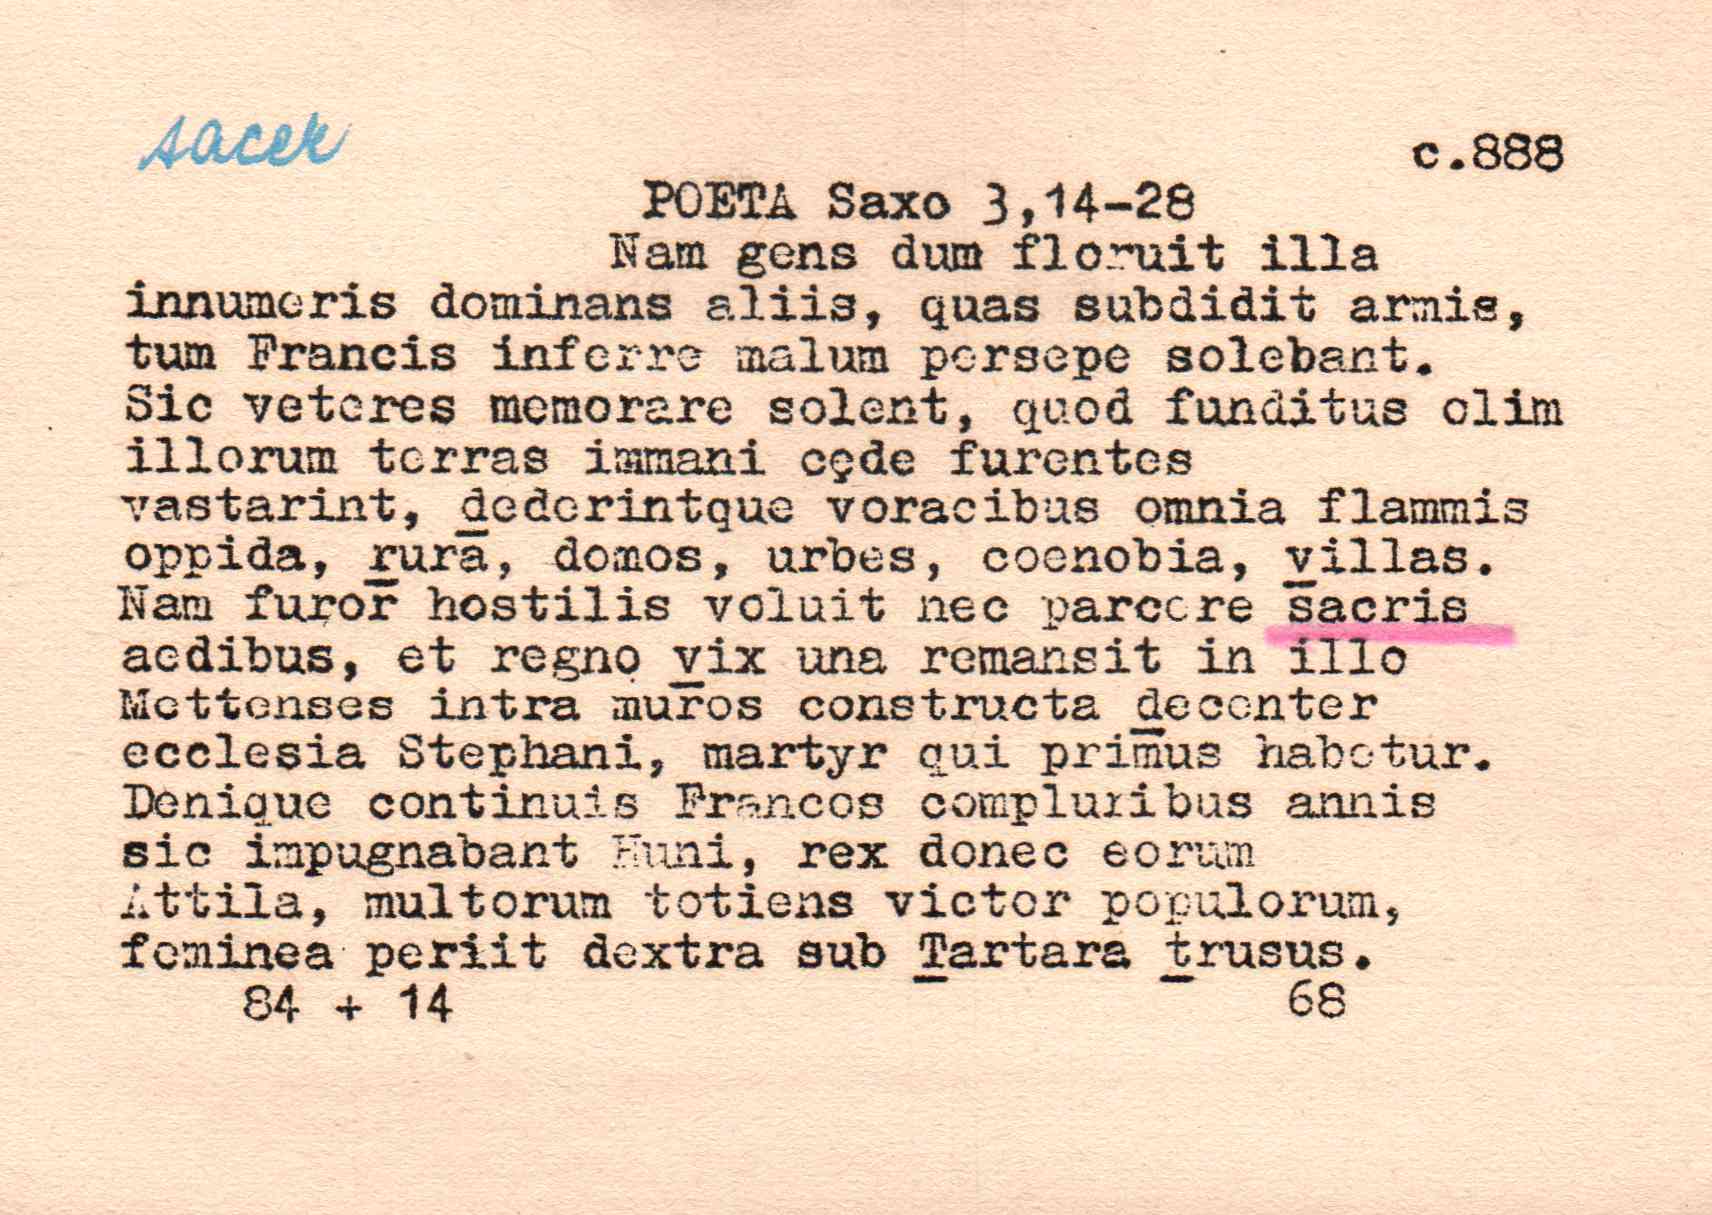 sacer
c.888
POETA Saxo 3,14-28
Nam gens dum floruit illa
innumeris dominans aliis, quas subdidit armis,
tum Francis inferre malum persepe solebant.
Sic veteres memorare solent, quod funditus olim
illorum terras immani cęde furentes
vastarint, dederintque voracibus omnia flammis
oppida, rura, domos, urbes, coenobia, villas.
Nam furor hostilis voluit nec parcere sacris
aedibus, et regno vix una remansit in illo
Mettenses intra muros constructa decenter
ecclesia Stephani, martyr qui primus habetur.
Denique continuis Francos compluribus annis
sic impugnabant Huni, rex donec eorum
Attila, multorum totiens victor populorum,
feminea periit dextra sub Tartara trusus.
84 + 14 68